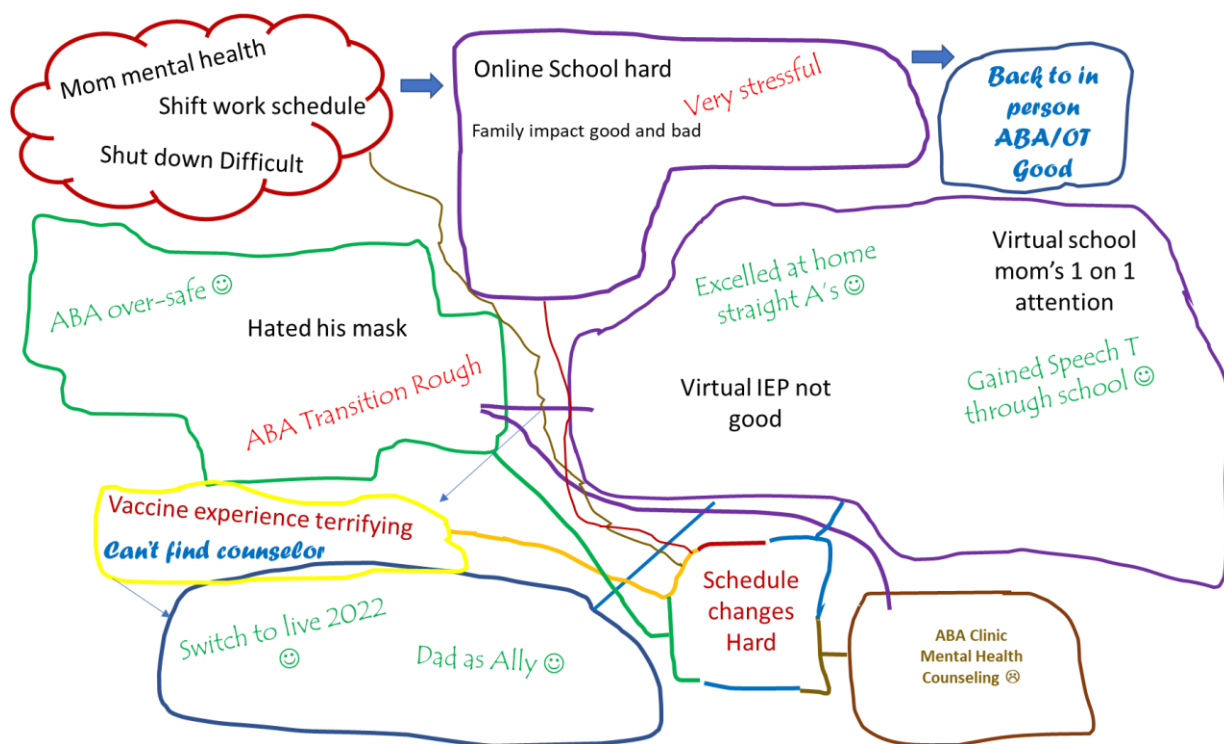 Mom mental health
Shift work schedule
Shut down Difficult
Online School hard
Very stressful
Family impact good and bad
Back to in
person
ABA/OT
Good
ABA over-safe ☺
Hated his mask
ABA Transition Rough
Excelled at home
straight A's ☺
Virtual school
mom's 1 on 1
attention
Virtual IEP not
good
Gained Speech T
through school ☺
Vaccine experience terrifying
Can't find counselor
Switch to live 2022
☺
Dad as Ally ☺
Schedule
changes
Hard
ABA Clinic
Mental Health
Counseling ☹